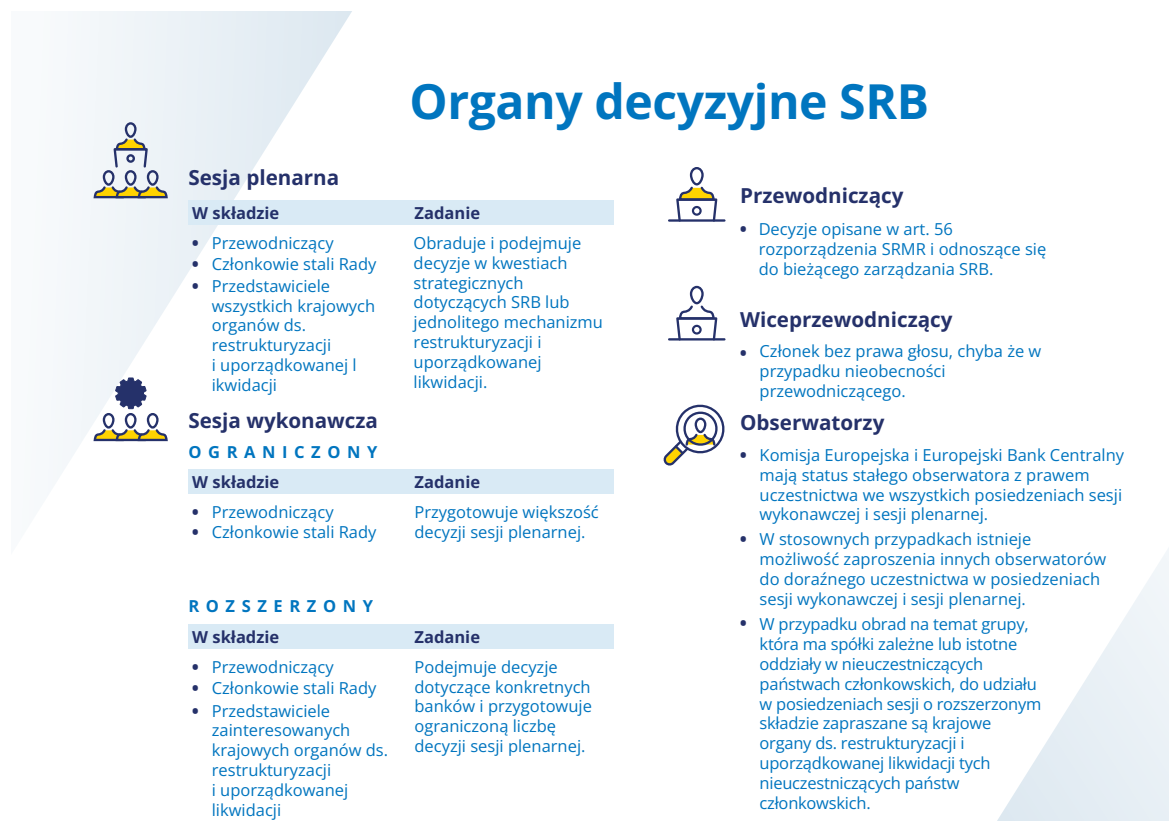 Organy decyzyjne SRB
Sesja plenarna
W składzie
Zadanie
• Przewodniczący
• Członkowie stali Rady
• Przedstawiciele
wszystkich krajowych
organów ds.
restrukturyzacji
i uporządkowanej l
ikwidacji
Obraduje i podejmuje
decyzje w kwestiach
strategicznych
dotyczących SRB lub
jednolitego mechanizmu
restrukturyzacji i
uporządkowanej
likwidacji.
Sesja wykonawcza
OGRANICZONY
W składzie
Zadanie
• Przewodniczący
• Członkowie stali Rady
Przygotowuje większość
decyzji sesji plenarnej.
ROZSZERZONY
W składzie
Zadanie
• Przewodniczący
• Członkowie stali Rady
• Przedstawiciele
zainteresowanych
krajowych organów ds.
restrukturyzacji
i uporządkowanej
likwidacji
Podejmuje decyzje
dotyczące konkretnych
banków i przygotowuje
ograniczoną liczbę
decyzji sesji plenarnej.
Przewodniczący
• Decyzje opisane w art. 56
rozporządzenia SRMR i odnoszące się
do bieżącego zarządzania SRB.
Wiceprzewodniczący
• Członek bez prawa głosu, chyba że w
przypadku nieobecności
przewodniczącego.
Obserwatorzy
• Komisja Europejska i Europejski Bank Centralny
mają status stałego obserwatora z prawem
uczestnictwa we wszystkich posiedzeniach sesji
wykonawczej i sesji plenarnej.
• W stosownych przypadkach istnieje
możliwość zaproszenia innych obserwatorów
do doraźnego uczestnictwa w posiedzeniach
sesji wykonawczej i sesji plenarnej.
• W przypadku obrad na temat grupy,
która ma spółki zależne lub istotne
oddziały w nieuczestniczących
państwach członkowskich, do udziału
w posiedzeniach sesji o rozszerzonym
składzie zapraszane są krajowe
organy ds. restrukturyzacji i
uporządkowanej likwidacji tych
nieuczestniczących państw
członkowskich.